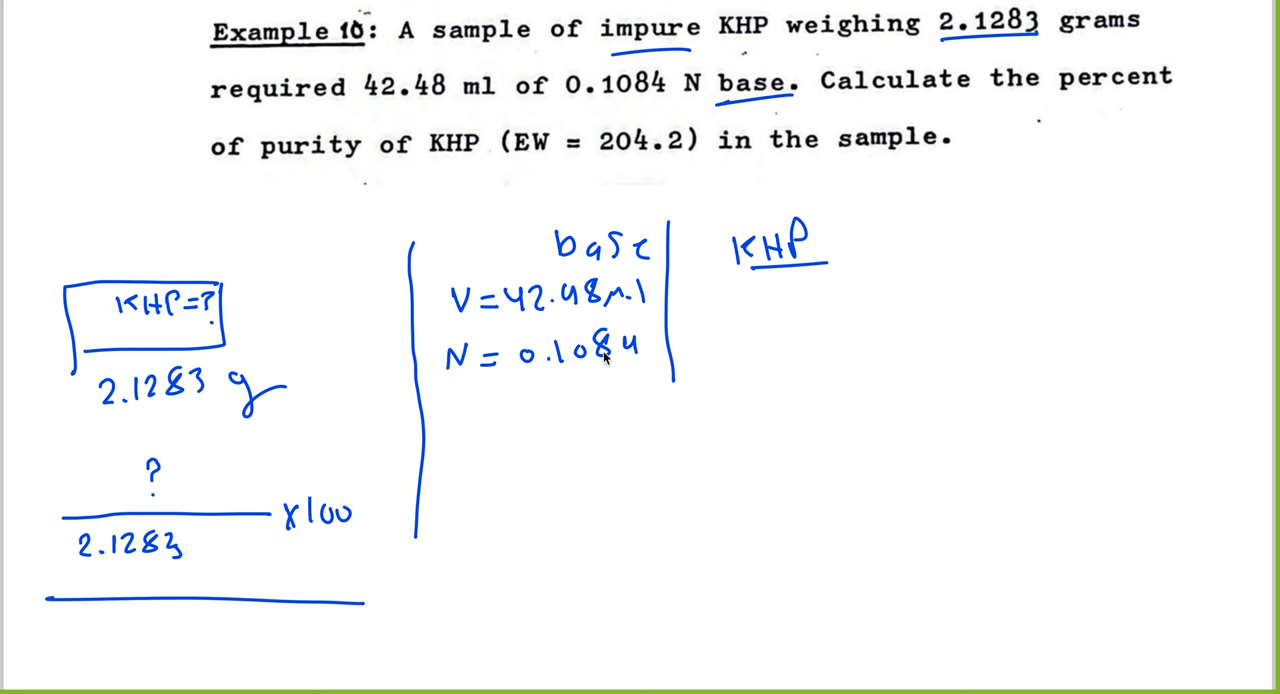 Example 10: A sample of impure KHP weighing 2.1283 grams
required 42.48 ml of 0.1084 N base. Calculate the percent
of purity of KHP (EW = 204.2) in the sample.
KHP=?
2.1283 g
?
x100
2.1283
base
V=42.48ml
N = 0.1084
KHP